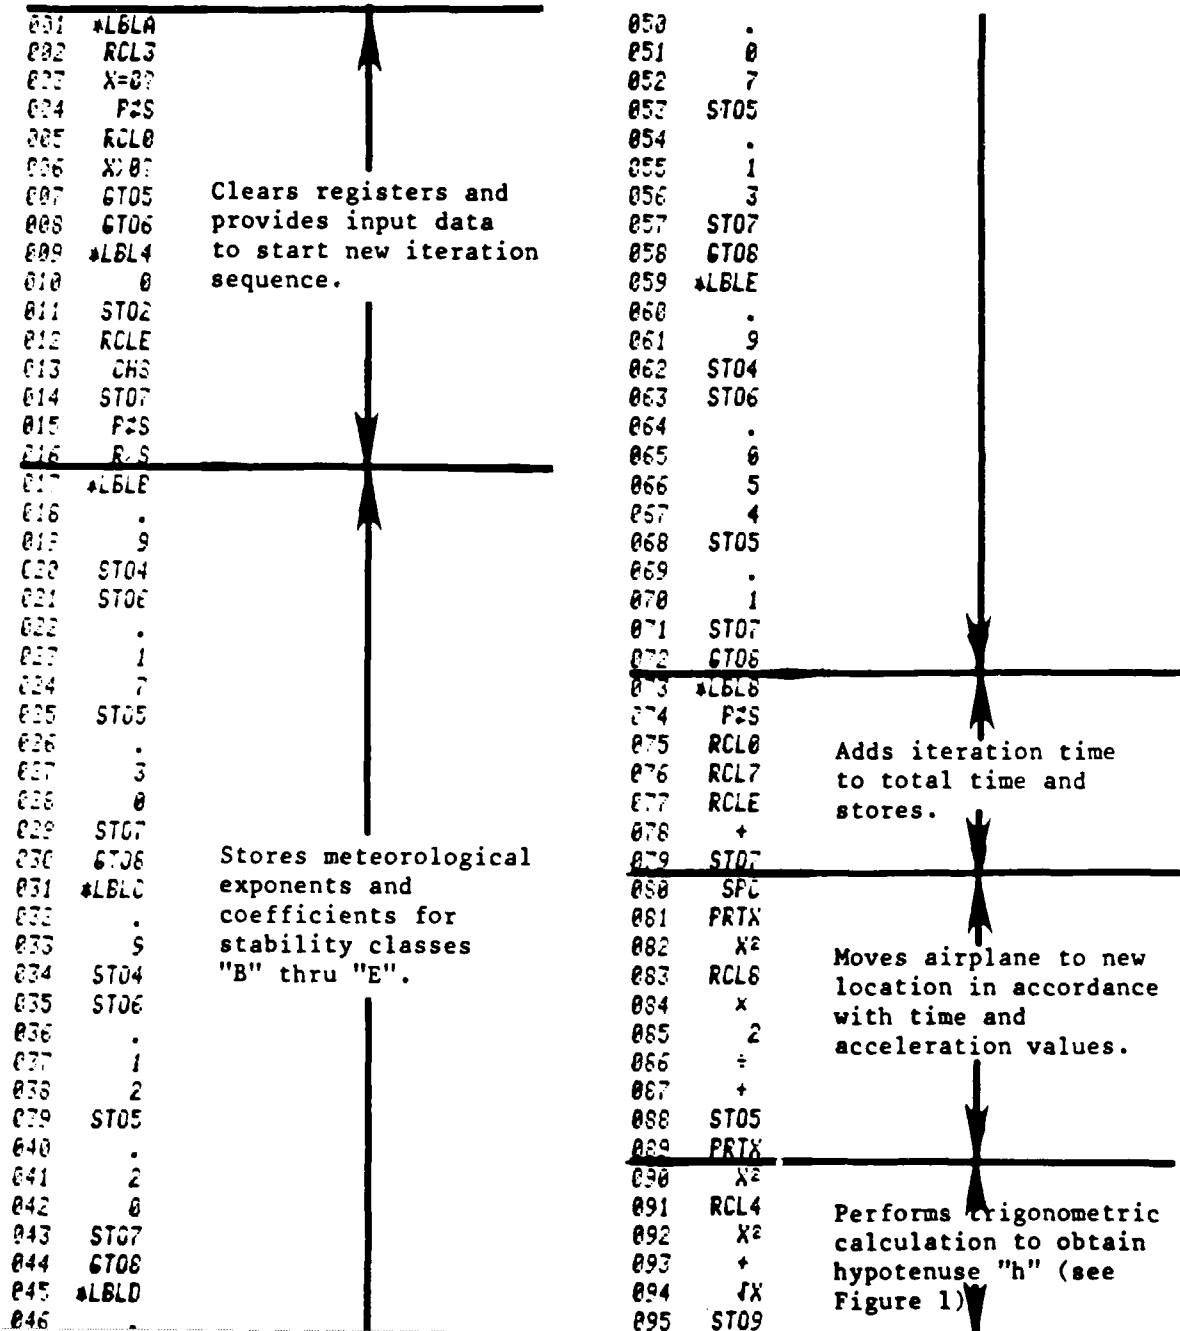 001 *LBLA
002 RCL3
003 X=0?
004 P⇄S
005 RCL0
006 X>0?
007 GTO5
008 GTO6
009 *LBL4
010 0
011 STO2
012 RCLE
013 CHS
014 STO7
015 P⇄S
016 R/S
Clears registers and
provides input data
to start new iteration
sequence.
017 *LBLB
018 .
019 9
020 STO4
021 STO6
022 .
023 1
024 7
025 STO5
026 .
027 3
028 0
029 STO7
030 GTO8
031 *LBLC
032 .
033 9
034 STO4
035 STO6
036 .
037 1
038 2
039 STO5
040 .
041 2
042 0
043 STO7
044 GTO8
045 *LBLD
046 .
Stores meteorological
exponents and
coefficients for
stability classes
"B" thru "E".
050 .
051 0
052 7
053 STO5
054 .
055 1
056 3
057 STO7
058 GTO8
059 *LBLE
060 .
061 9
062 STO4
063 STO6
064 .
065 0
066 5
067 4
068 STO5
069 .
070 1
071 STO7
072 GTO8
073 *LBL8
074 P⇄S
075 RCL0
076 RCL7
077 RCLE
078 +
079 STO7
Adds iteration time
to total time and
stores.
080 SPC
081 PRTX
082 X²
083 RCL8
084 x
085 2
086 ÷
087 +
088 STO5
089 PRTX
Moves airplane to new
location in accordance
with time and
acceleration values.
090 X²
091 RCL4
092 X²
093 +
094 √X
095 STO9
Performs trigonometric
calculation to obtain
hypotenuse "h" (see
Figure 1)